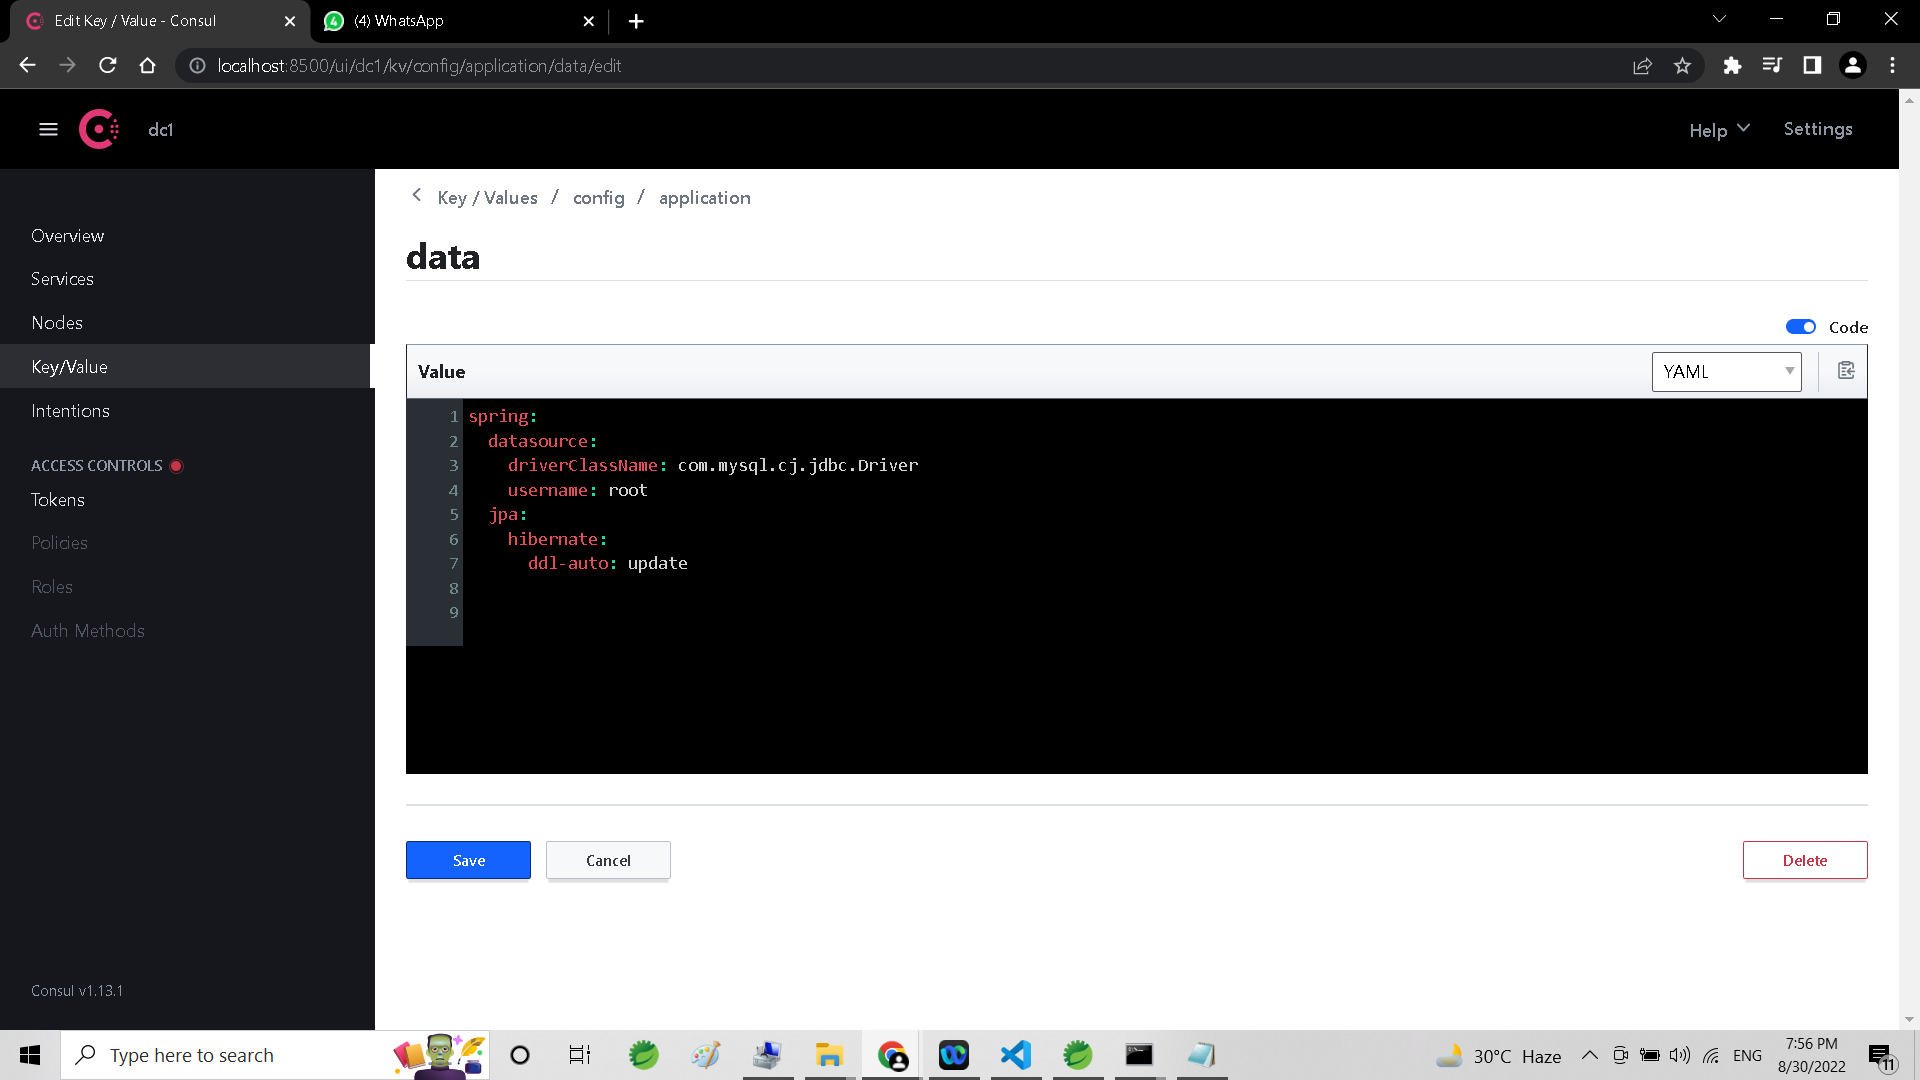 Edit Key / Value - Consul
(4) WhatsApp
localhost:8500/ui/dc1/kv/config/application/data/edit
dc1
Help
Settings
Overview
Services
Nodes
Key/Value
Intentions
ACCESS CONTROLS
Tokens
Policies
Roles
Auth Methods
Consul v1.13.1
Key / Values / config / application
data
Code
Value
YAML
1 spring:
2 datasource:
3 driverClassName: com.mysql.cj.jdbc.Driver
4 username: root
5 jpa:
6 hibernate:
7 ddl-auto: update
8
9
Save
Cancel
Delete
Type here to search
30°C Haze
ENG
7:56 PM
8/30/2022
11